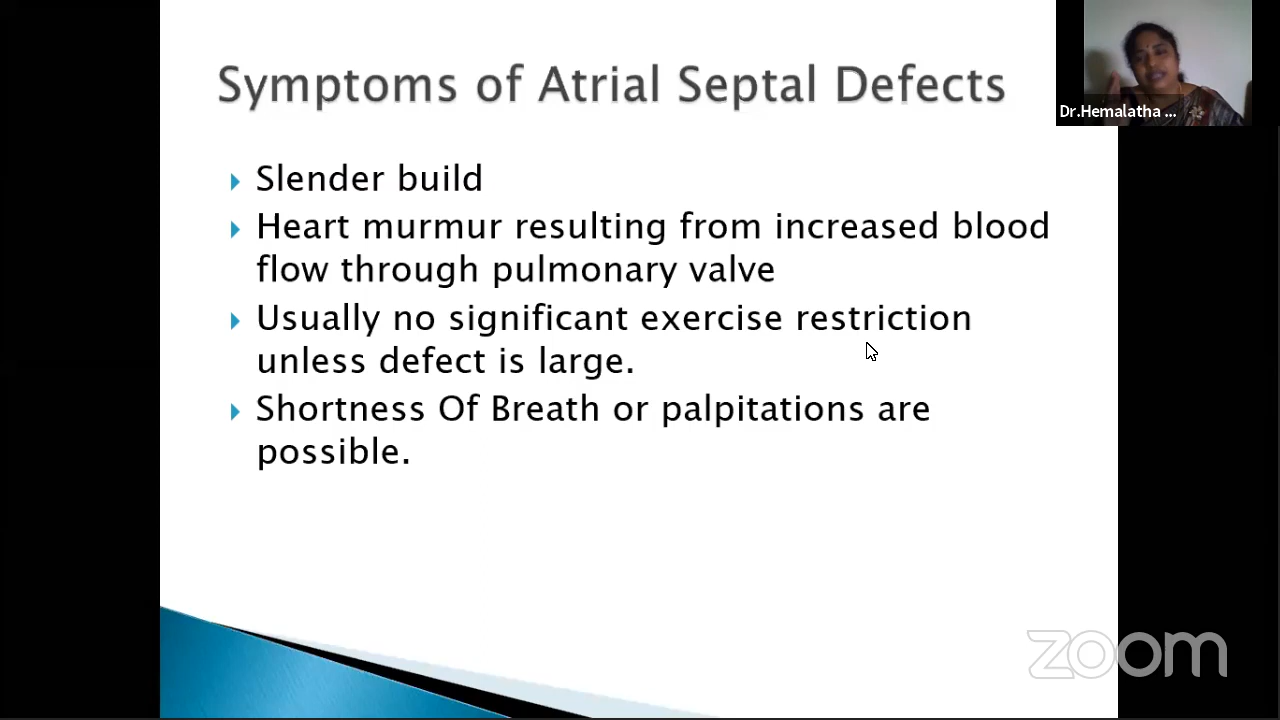 Symptoms of Atrial Septal Defects
Dr.Hemalatha ...
Slender build
Heart murmur resulting from increased blood
flow through pulmonary valve
Usually no significant exercise restriction
unless defect is large.
Shortness Of Breath or palpitations are
possible.
zoom